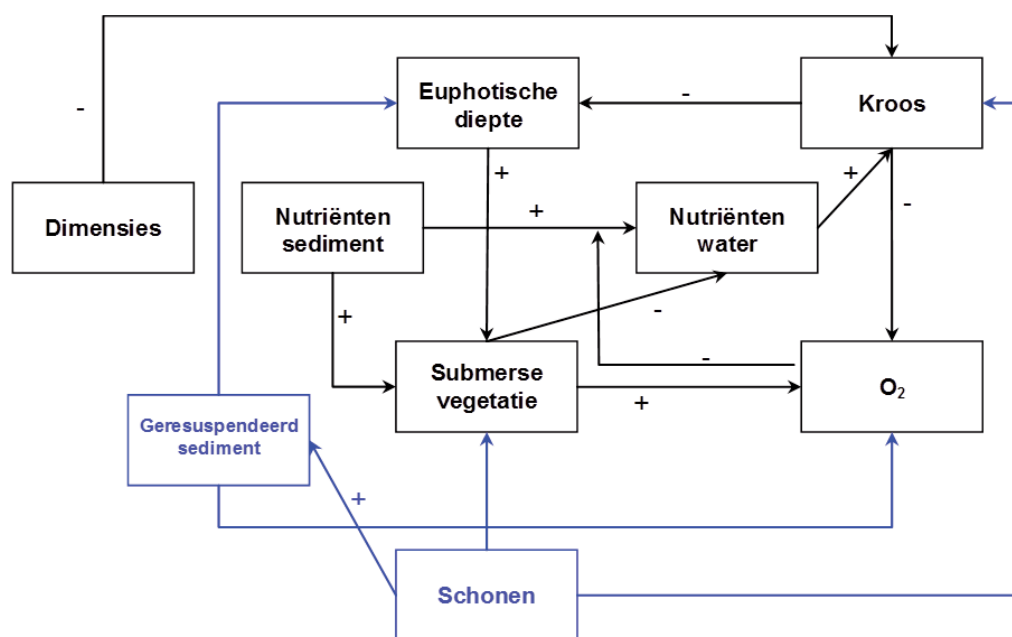 -
Euphotische
diepte
-
Kroos
+
+
-
Dimensies
Nutriënten
sediment
+
Nutriënten
water
+
-
-
Submerse
vegetatie
+
O₂
Geresuspendeerd
sediment
+
Schonen